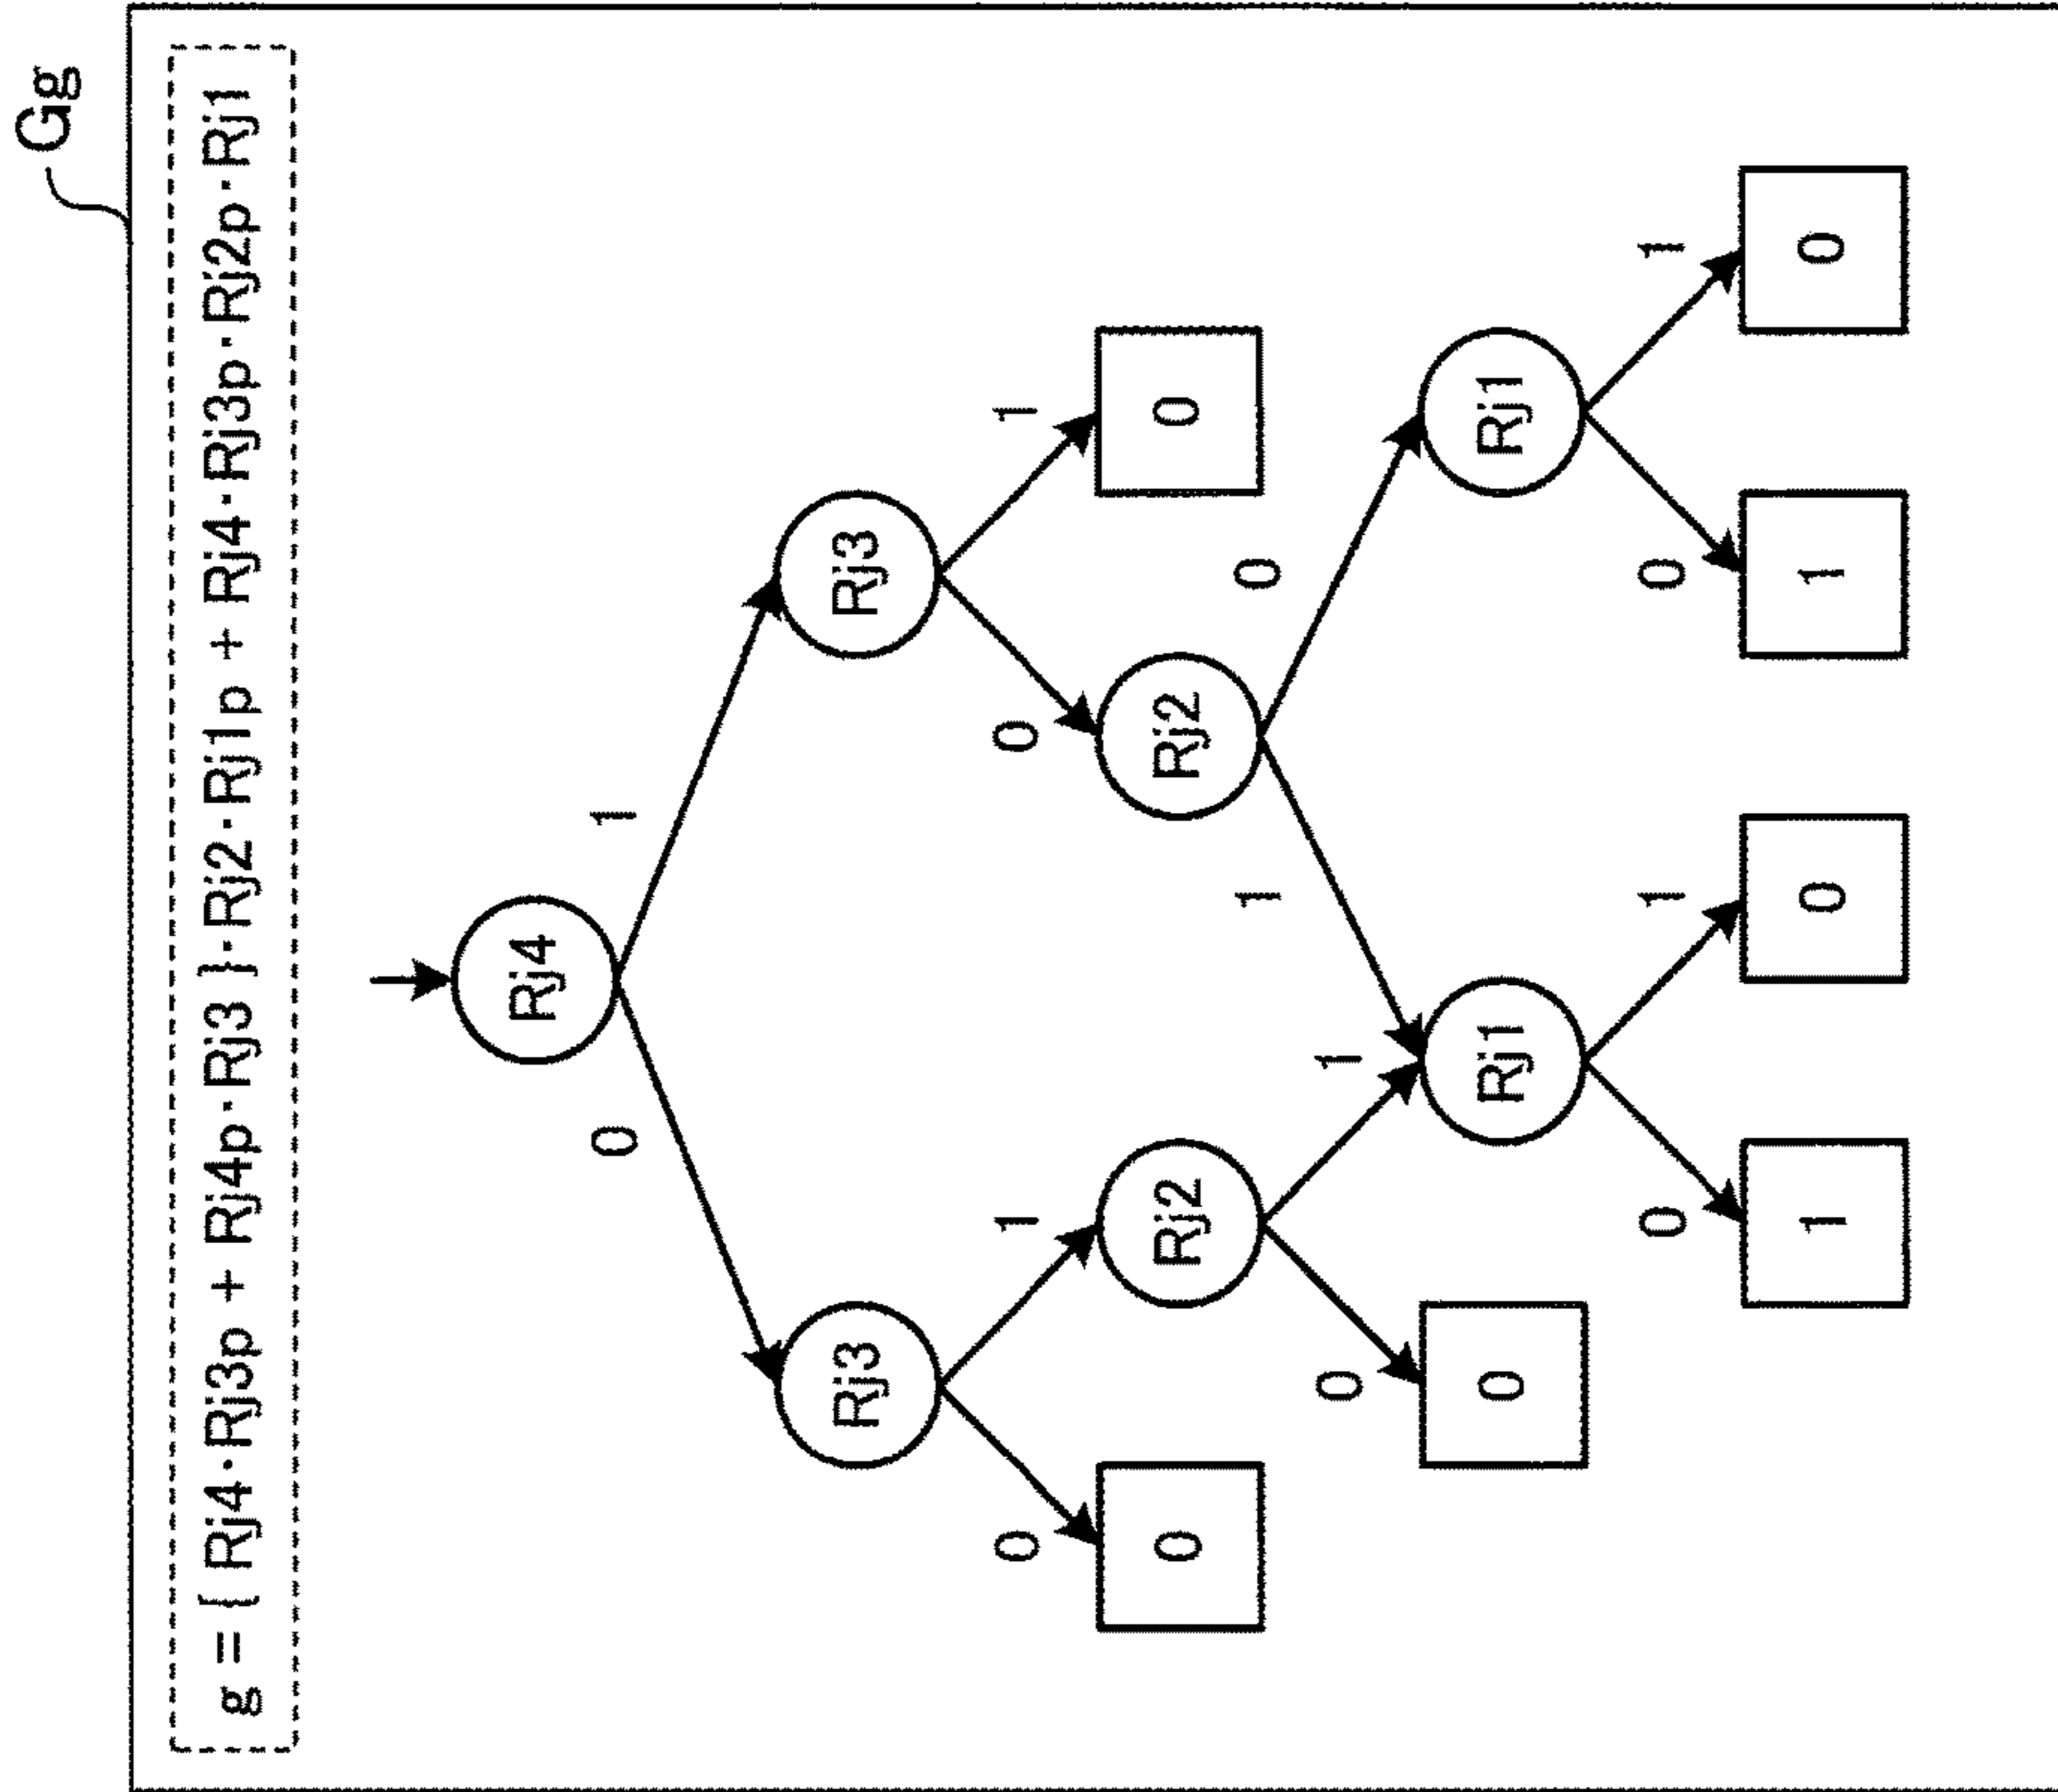 Gg
g = { Rj4·Rj3p + Rj4p·Rj3 }·Rj2·Rj1p + Rj4·Rj3p·Rj2p·Rj1
Rj4
0 1
Rj3 Rj3
0 1 0 1
0 Rj2 Rj2 0
1 0
0 1
0 Rj1 Rj1
0 1 0 1
1 0 1 0